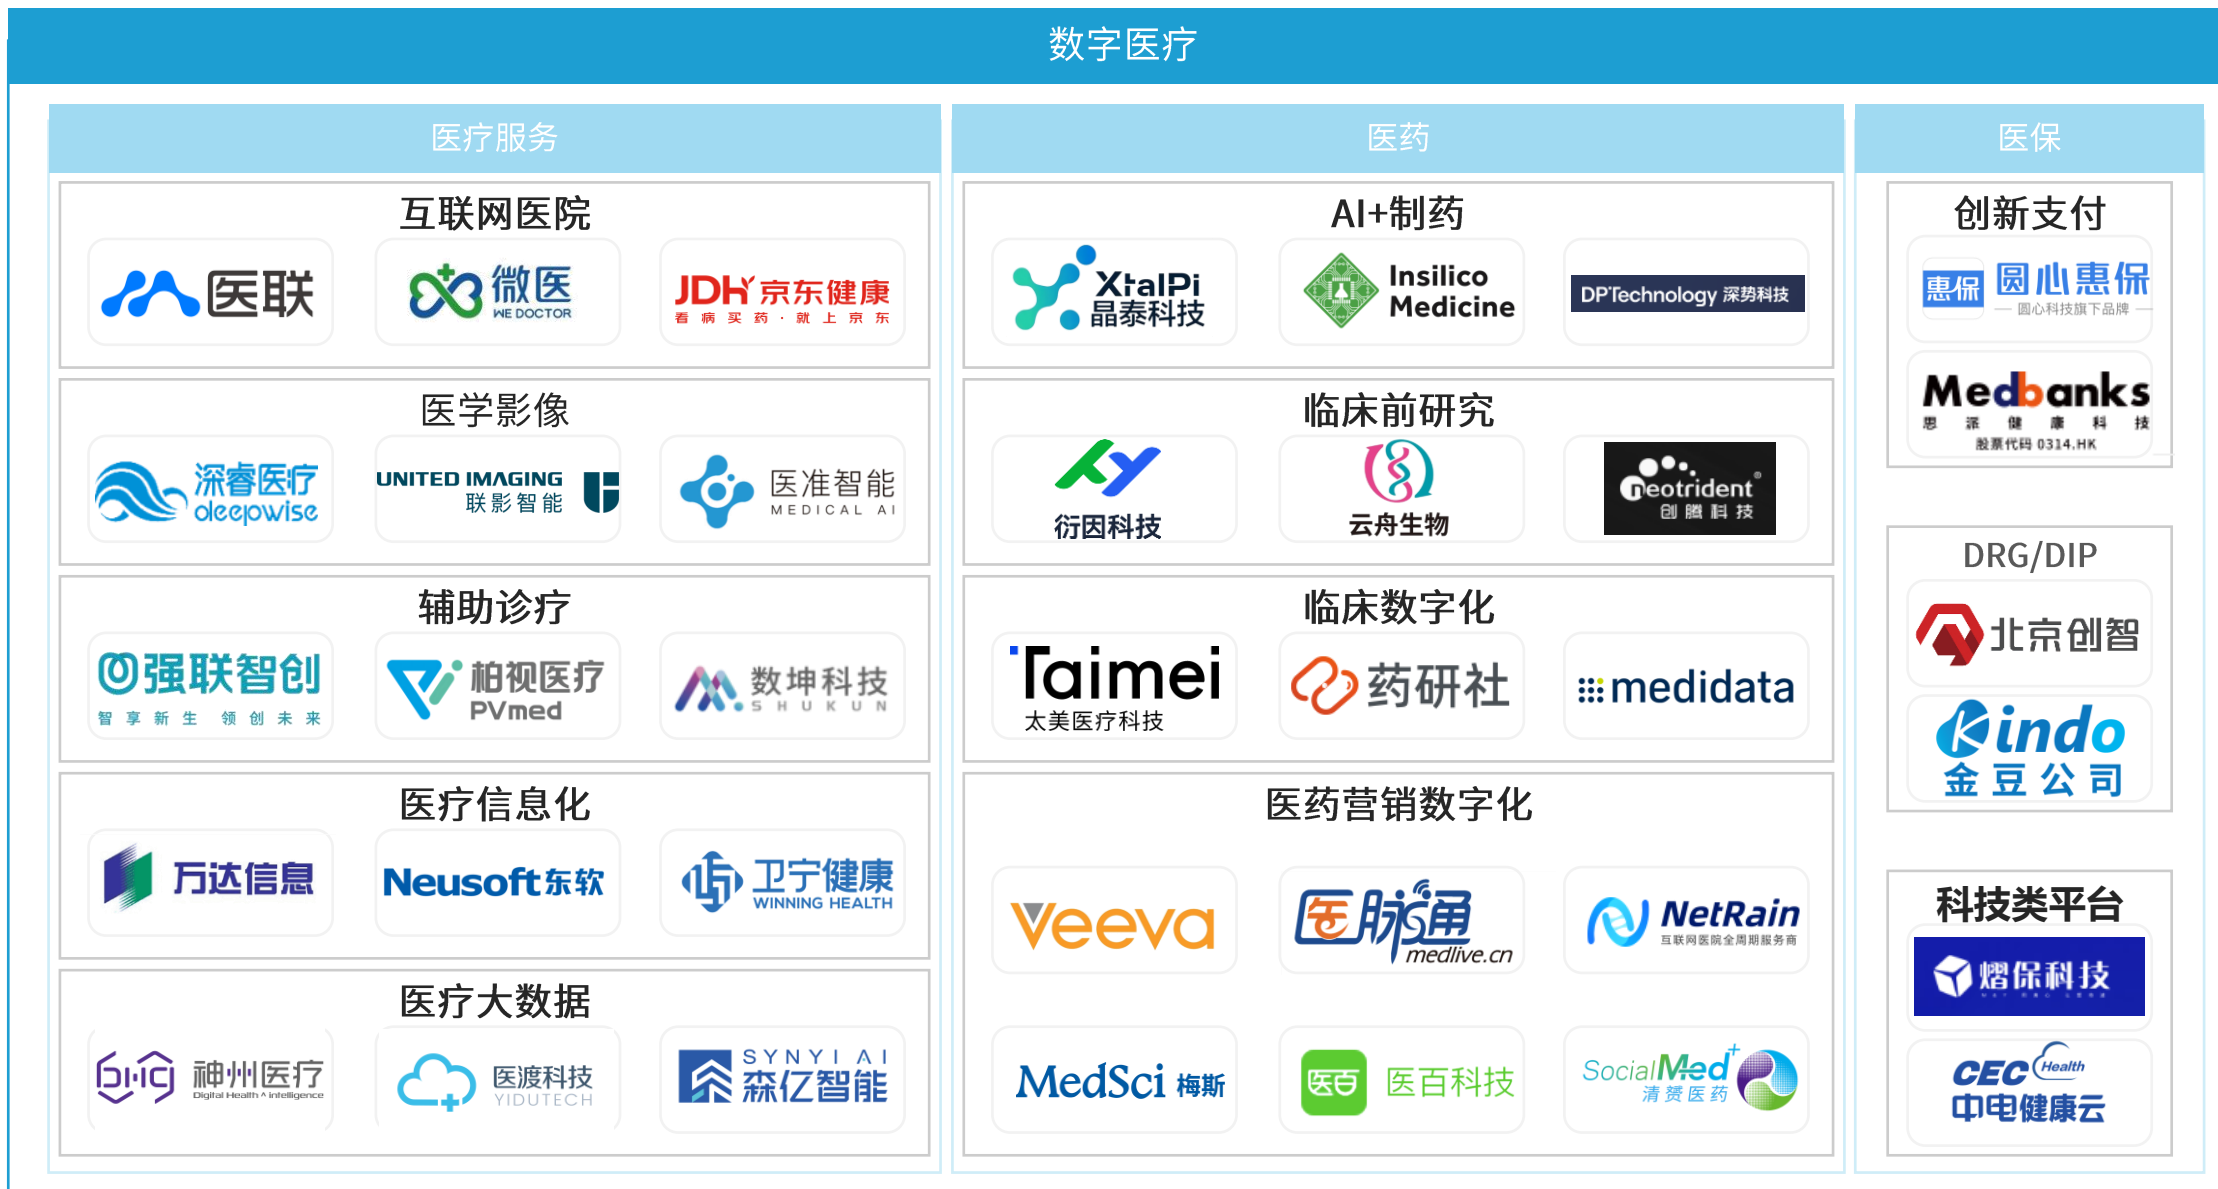 数字医疗
医疗服务
互联网医院
医联
微医
WE DOCTOR
JDH 京东健康
看病买药·就上京东
医学影像
深睿医疗
deepwise
UNITED IMAGING
联影智能
医准智能
MEDICAL AI
辅助诊疗
强联智创
智享新生 领创未来
柏视医疗
PVmed
数坤科技
SHUKUN
医疗信息化
万达信息
Neusoft 东软
卫宁健康
WINNING HEALTH
医疗大数据
神州医疗
Digital Health ^ intelligence
医渡科技
YIDUTECH
SYNYI AI
森亿智能
医药
AI+制药
XtalPi
晶泰科技
Insilico
Medicine
DP Technology 深势科技
临床前研究
衍因科技
云舟生物
neotrident®
创腾科技
临床数字化
Taimei
太美医疗科技
药研社
medidata
医药营销数字化
Veeva
医脉通
medlive.cn
NetRain
互联网医院全周期服务商
MedSci 梅斯
医百
医百科技
SocialMed+
清赟医药
医保
创新支付
惠保
圆心惠保
圆心科技旗下品牌
Medbanks
思派健康科技
股票代码 0314.HK
DRG/DIP
北京创智
Kindo
金豆公司
科技类平台
熠保科技
CEC Health
中电健康云